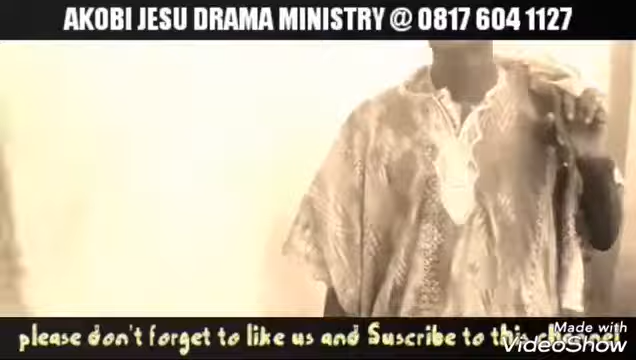 AKOBI JESU DRAMA MINISTRY @ 0817 604 1127
please don't forget to like us and Suscribe to this channel
Made with
VideoShow